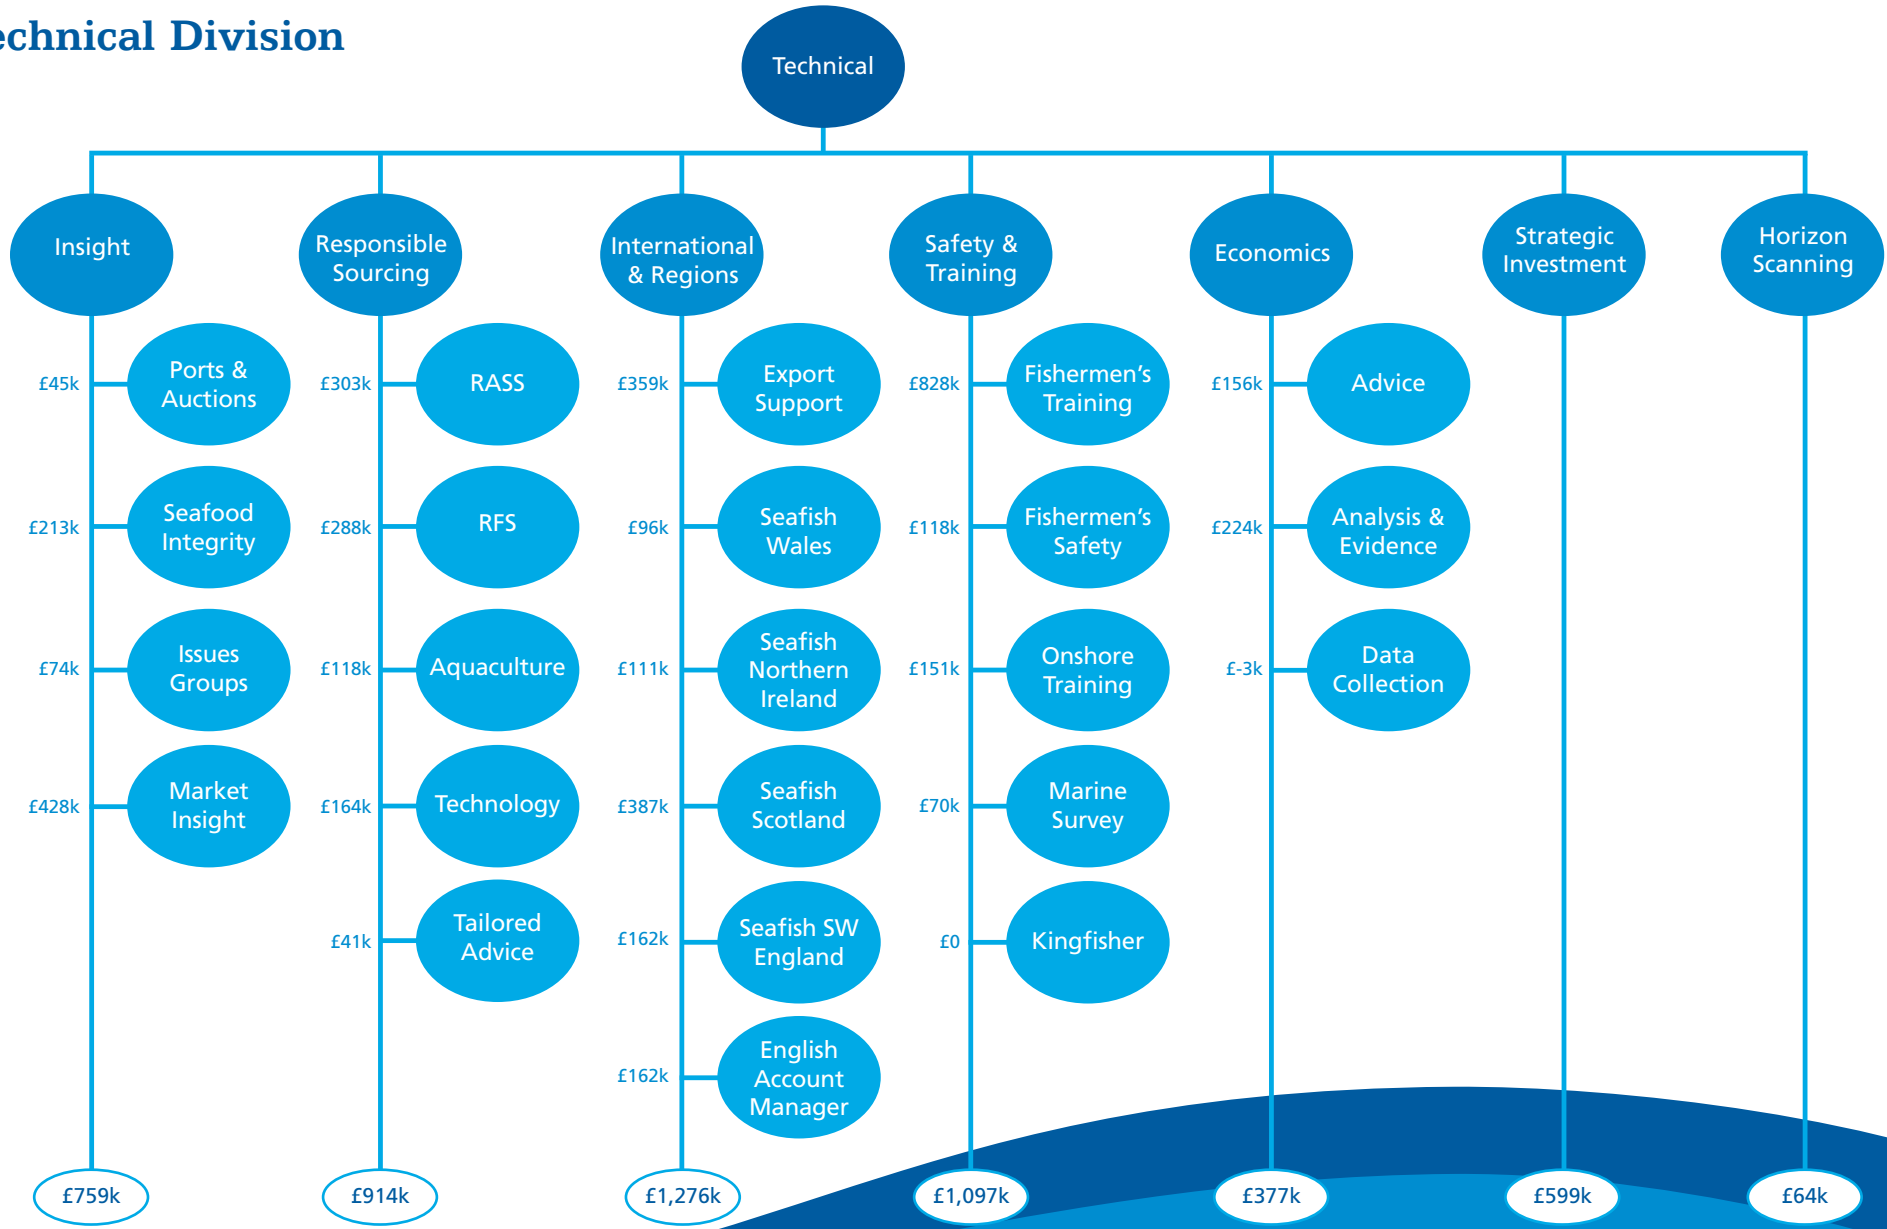 echnical Division
Technical
Insight
Responsible
Sourcing
International
& Regions
Safety &
Training
Economics
Strategic
Investment
Horizon
Scanning
£45k
Ports &
Auctions
£213k
Seafood
Integrity
£74k
Issues
Groups
£428k
Market
Insight
£759k
£303k
RASS
£288k
RFS
£118k
Aquaculture
£164k
Technology
£41k
Tailored
Advice
£914k
£359k
Export
Support
£96k
Seafish
Wales
£111k
Seafish
Northern
Ireland
£387k
Seafish
Scotland
£162k
Seafish SW
England
£162k
English
Account
Manager
£1,276k
£828k
Fishermen’s
Training
£118k
Fishermen’s
Safety
£151k
Onshore
Training
£70k
Marine
Survey
£0
Kingfisher
£1,097k
£156k
Advice
£224k
Analysis &
Evidence
£-3k
Data
Collection
£377k
£599k
£64k